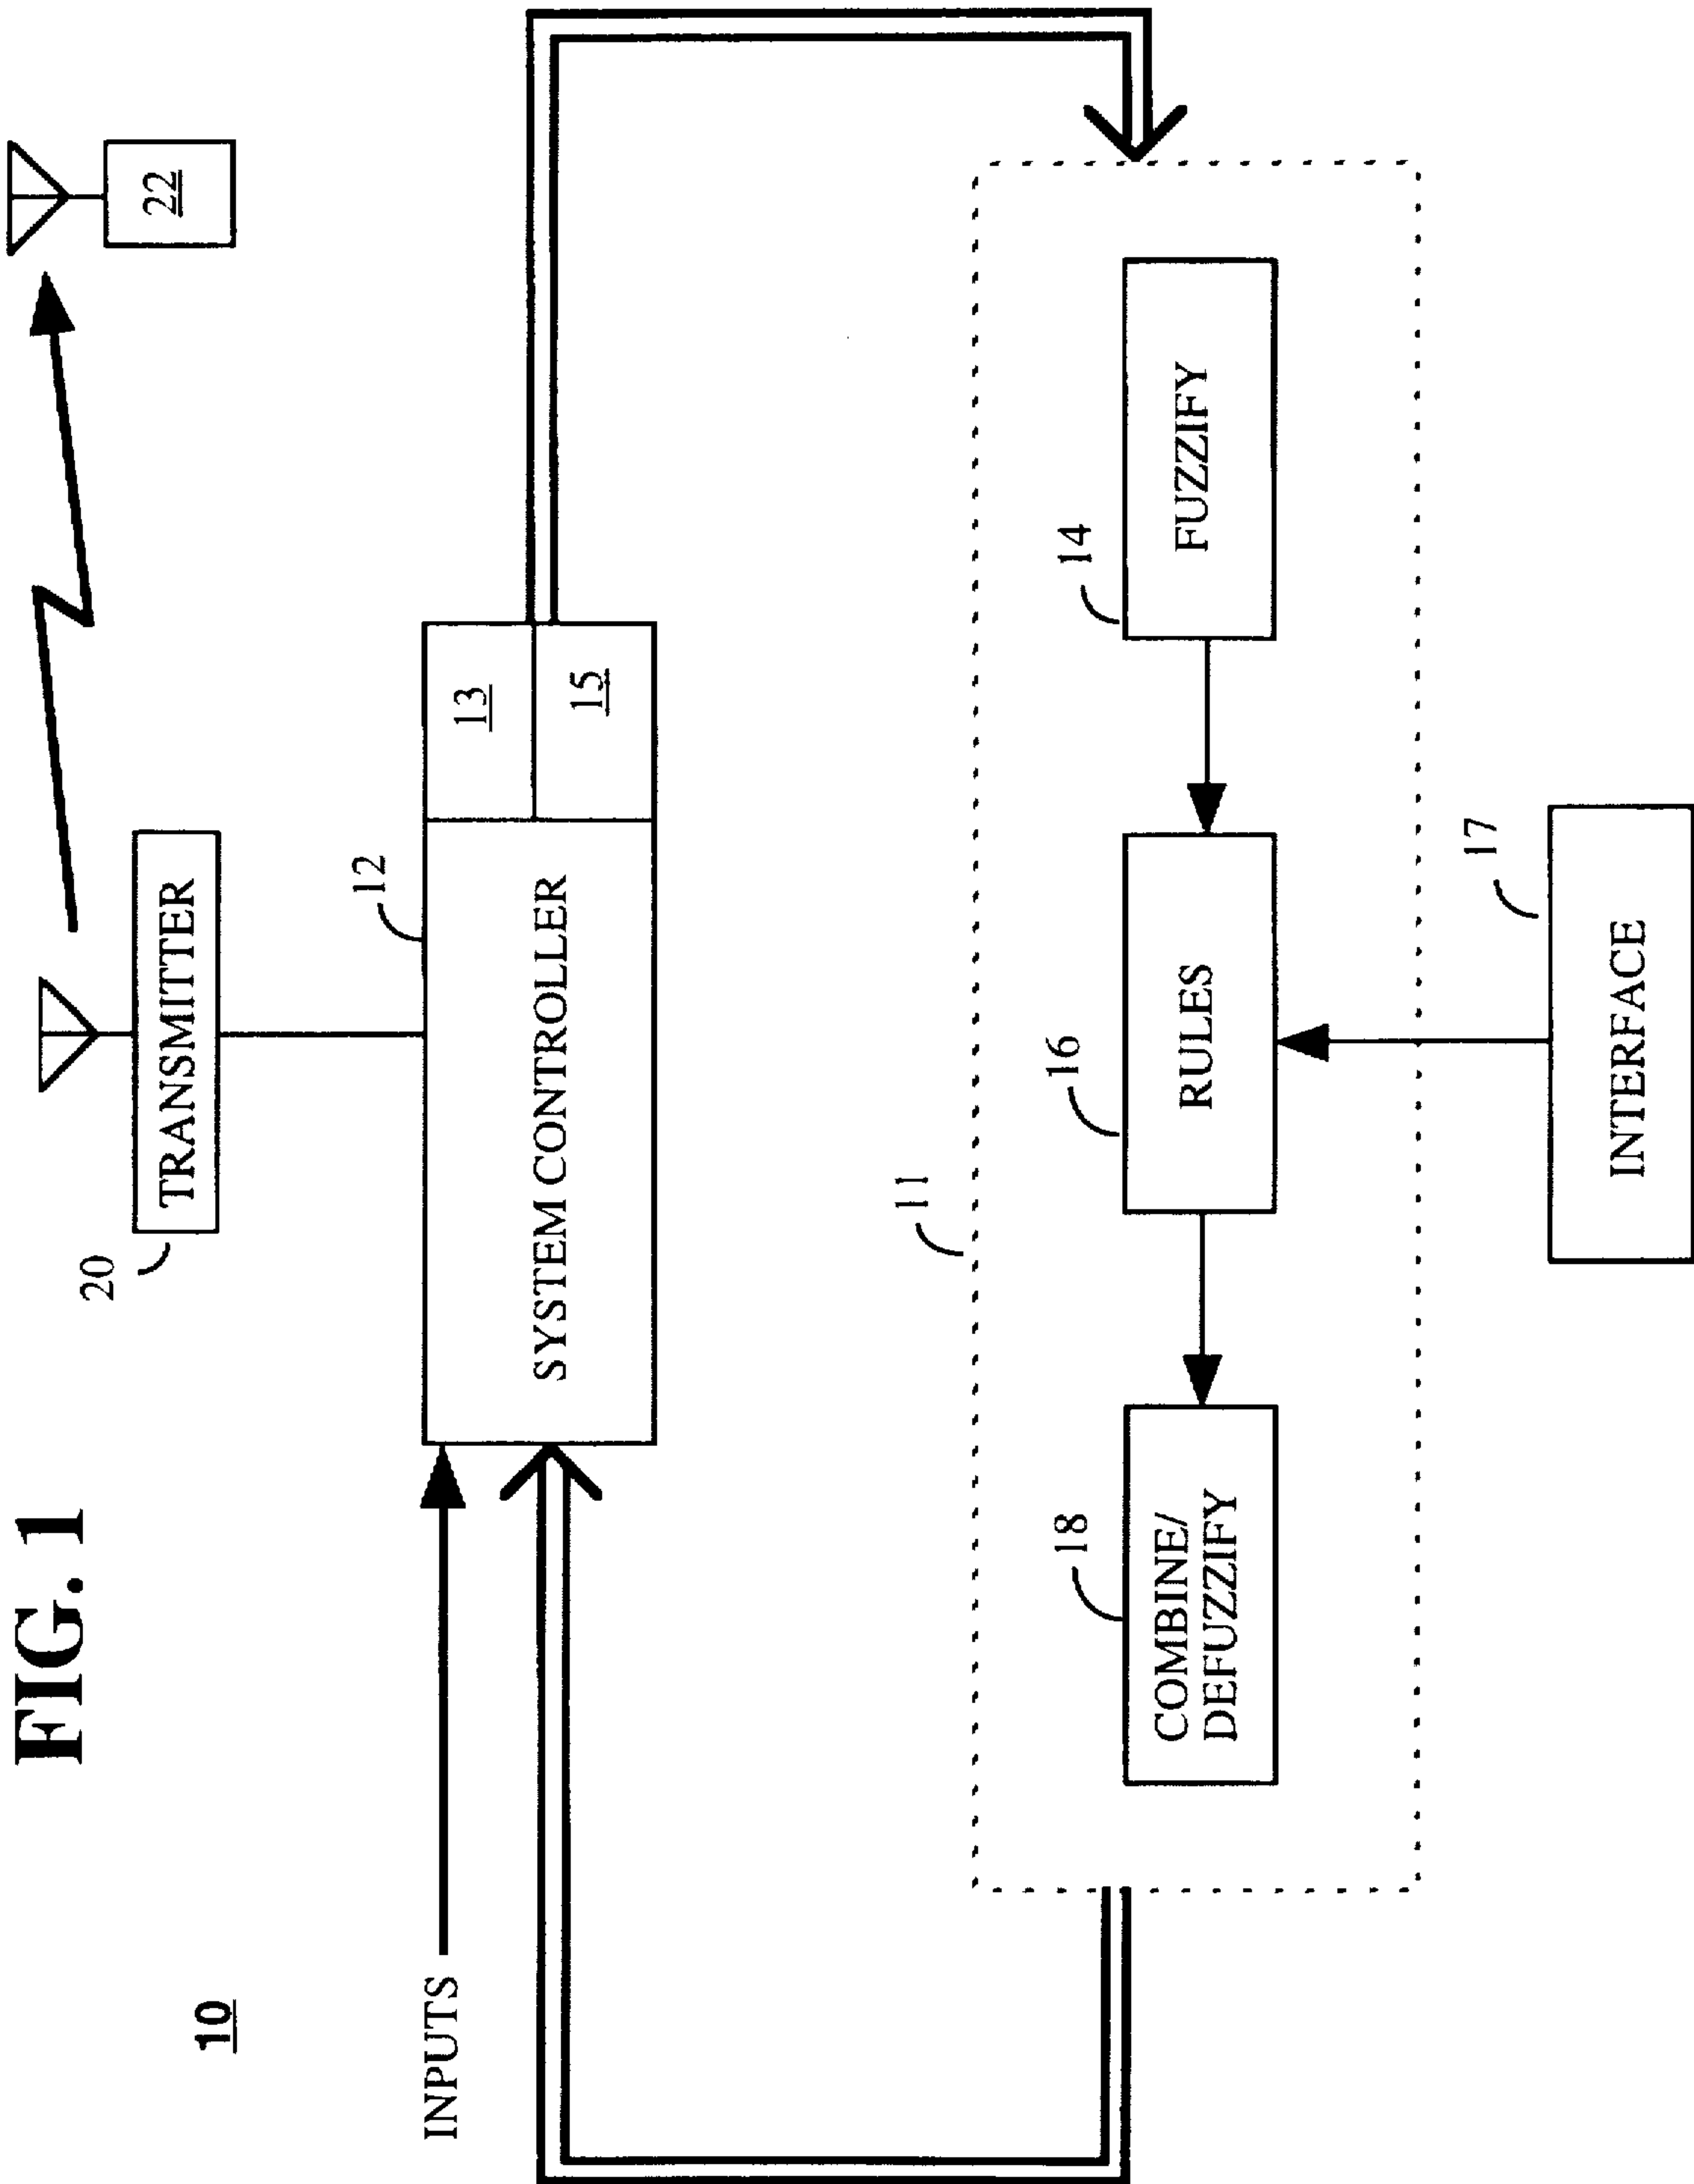 FIG. 1
10
22
20
TRANSMITTER
INPUTS
12
SYSTEM CONTROLLER
13
15
11
18
COMBINE/
DEFUZZIFY
16
RULES
14
FUZZIFY
17
INTERFACE